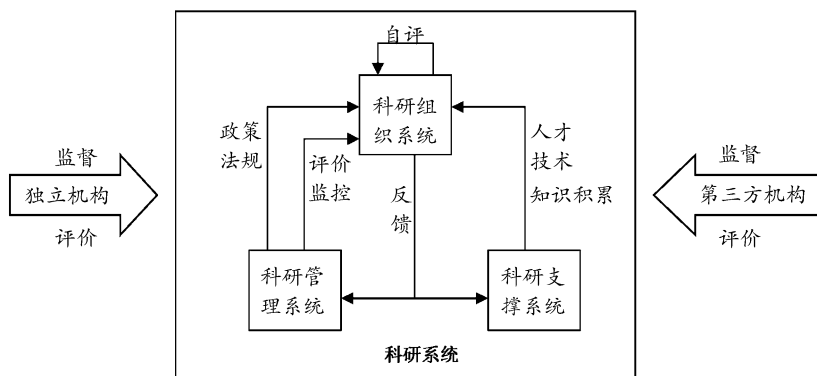 自评
科研组
织系统
政策
法规
评价
监控
反
馈
人才
技术
知识积累
监督
独立机构
评价
监督
第三方机构
评价
科研管
理系统
科研支
撑系统
科研系统